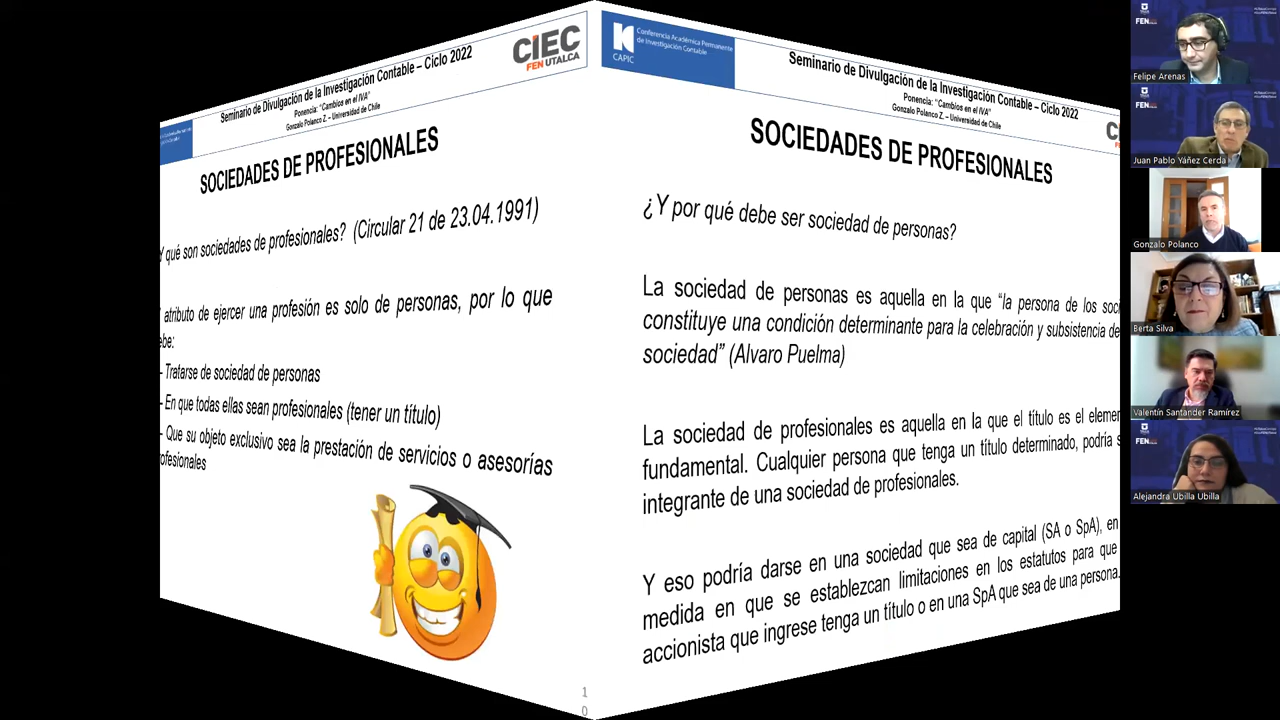 Seminario de Divulgación de la Investigación Contable – Ciclo 2022
Ponencia: "Cambios en el IVA"
Gonzalo Polanco Z. – Universidad de Chile
CIEC
FEN UTALCA
SOCIEDADES DE PROFESIONALES
qué son sociedades de profesionales? (Circular 21 de 23.04.1991)
atributo de ejercer una profesión es solo de personas, por lo que
– Tratarse de sociedad de personas
– En que todas ellas sean profesionales (tener un título)
– Que su objeto exclusivo sea la prestación de servicios o asesorías
ofesionales
1
0
CAPIC
Conferencia Académica Permanente
de Investigación Contable
Seminario de Divulgación de la Investigación Contable – Ciclo 2022
Ponencia: "Cambios en el IVA"
Gonzalo Polanco Z. – Universidad de Chile
SOCIEDADES DE PROFESIONALES
¿Y por qué debe ser sociedad de personas?
La sociedad de personas es aquella en la que "la persona de los soci
constituye una condición determinante para la celebración y subsistencia de
sociedad" (Alvaro Puelma)
La sociedad de profesionales es aquella en la que el título es el elemen
fundamental. Cualquier persona que tenga un título determinado, podría s
integrante de una sociedad de profesionales.
Y eso podría darse en una sociedad que sea de capital (SA o SpA), en
medida en que se establezcan limitaciones en los estatutos para que
accionista que ingrese tenga un título o en una SpA que sea de una persona.
FEN
Felipe Arenas
FEN
Juan Pablo Yáñez Cerda
Gonzalo Polanco
Berta Silva
Valentín Santander Ramírez
FEN
Alejandra Ubilla Ubilla